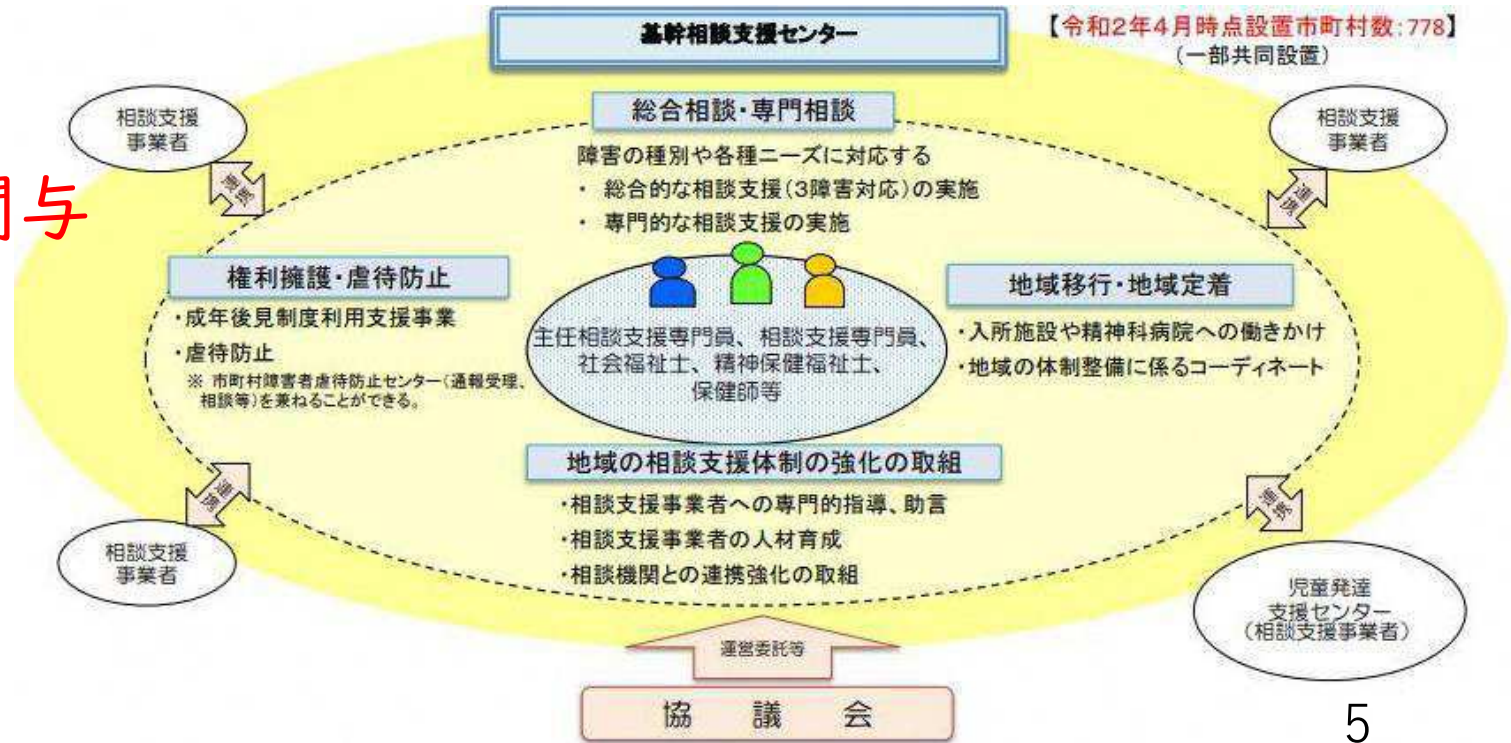 基幹相談支援センター
【令和2年4月時点設置市町村数:778】
(一部共同設置)
相談支援
事業者
連携
総合相談・専門相談
障害の種別や各種ニーズに対応する
・ 総合的な相談支援(3障害対応)の実施
・ 専門的な相談支援の実施
相談支援
事業者
連携
与
権利擁護・虐待防止
・成年後見制度利用支援事業
・虐待防止
※ 市町村障害者虐待防止センター(通報受理、
相談等)を兼ねることができる。
主任相談支援専門員、相談支援専門員、
社会福祉士、精神保健福祉士、
保健師等
地域移行・地域定着
・入所施設や精神科病院への働きかけ
・地域の体制整備に係るコーディネート
地域の相談支援体制の強化の取組
・相談支援事業者への専門的指導、助言
・相談支援事業者の人材育成
・相談機関との連携強化の取組
連携
相談支援
事業者
連携
児童発達
支援センター
(相談支援事業者)
運営委託等
協 議 会
5